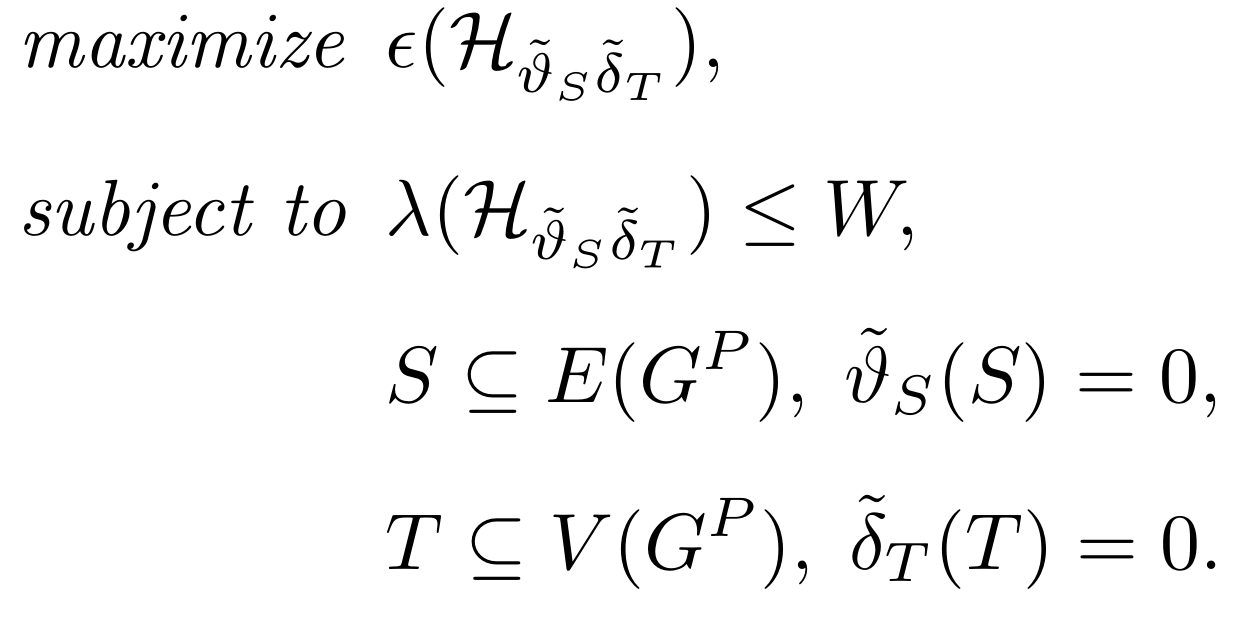 maximize ϵ(ℋ_{ϑ̃_S δ̃_T}),
subject to λ(ℋ_{ϑ̃_S δ̃_T}) ≤ W,
S ⊆ E(G^P), ϑ̃_S(S) = 0,
T ⊆ V(G^P), δ̃_T(T) = 0.